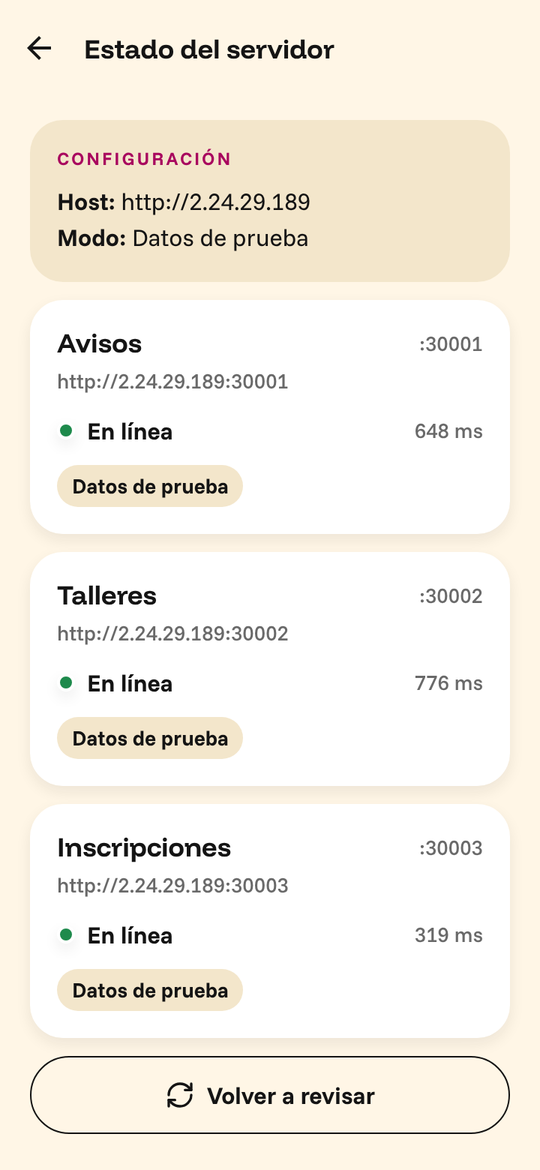 Estado del servidor
CONFIGURACIÓN
Host: http://2.24.29.189
Modo: Datos de prueba
Avisos :30001
http://2.24.29.189:30001
En línea 648 ms
Datos de prueba
Talleres :30002
http://2.24.29.189:30002
En línea 776 ms
Datos de prueba
Inscripciones :30003
http://2.24.29.189:30003
En línea 319 ms
Datos de prueba
Volver a revisar